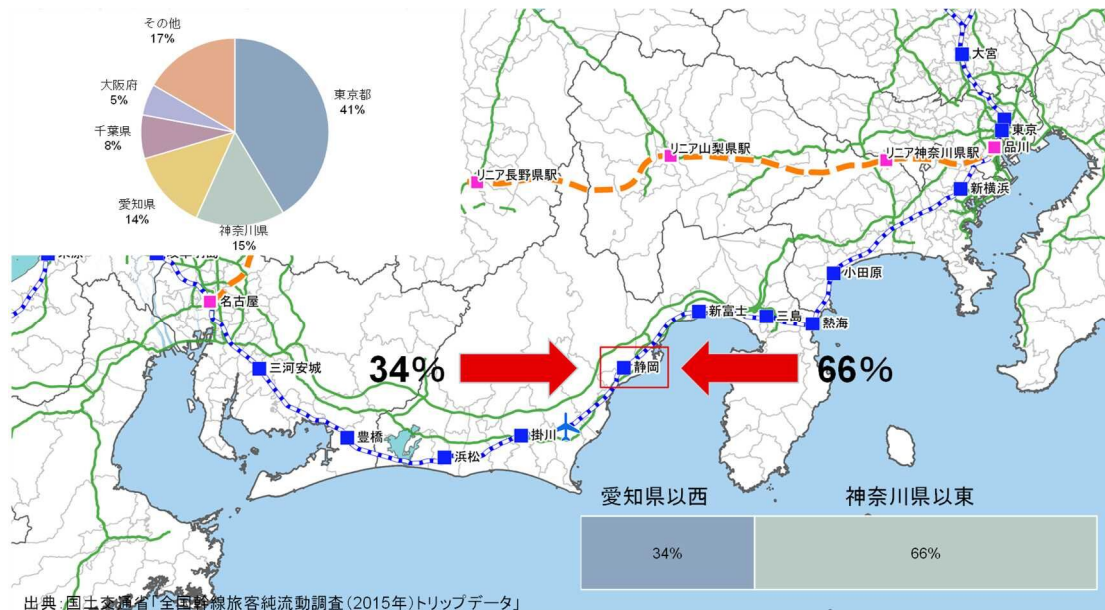 その他
17%
大阪府
5%
千葉県
8%
愛知県
14%
神奈川県
15%
東京都
41%
大宮
東京
品川
リニア長野県駅
リニア山梨県駅
リニア神奈川県駅
新横浜
小田原
名古屋
新富士
三島
熱海
三河安城
34%
静岡
66%
豊橋
浜松
掛川
愛知県以西
神奈川県以東
34%
66%
出典：国土交通省「全国幹線旅客純流動調査（2015年）トリップデータ」